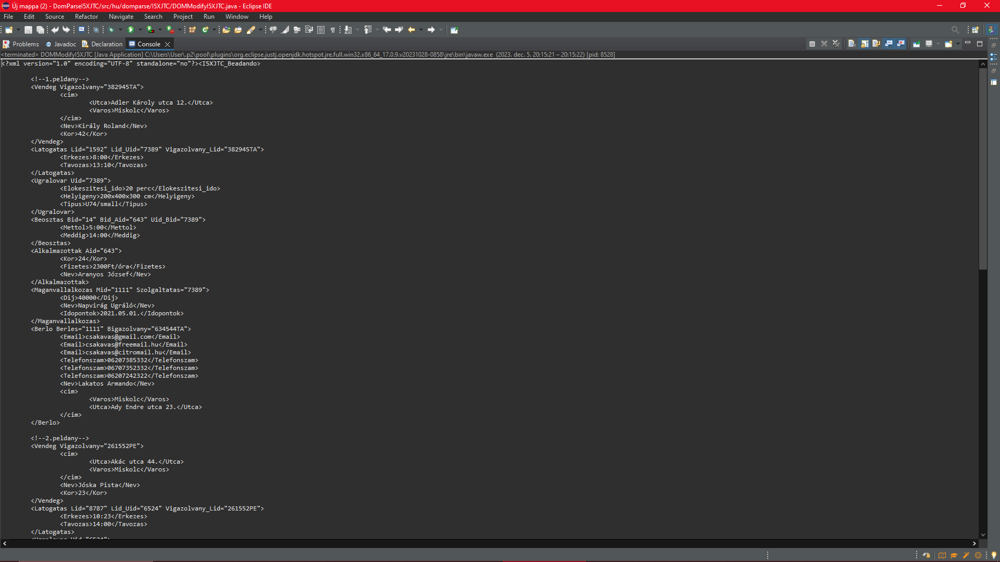 Új mappa (2) - DomParseI5XJTC/src/hu/domparse/I5XJTC/DOMModifyI5XJTC.java - Eclipse IDE
File Edit Source Refactor Navigate Search Project Run Window Help
Problems @ Javadoc Declaration Console
<terminated> DOMModifyI5XJTC [Java Application] C:\Users\User\.p2\pool\plugins\org.eclipse.justj.openjdk.hotspot.jre.full.win32.x86_64_17.0.9.v20231028-0858\jre\bin\javaw.exe (2023. dec. 5. 20:15:21 – 20:15:22) [pid: 8528]
<?xml version="1.0" encoding="UTF-8" standalone="no"?><I5XJTC_Beadando>
<!--1.peldany-->
<Vendeg Vigazolvany="382945TA">
<cim>
<Utca>Adler Károly utca 12.</Utca>
<Varos>Miskolc</Varos>
</cim>
<Nev>Király Roland</Nev>
<Kor>42</Kor>
</Vendeg>
<Latogatas Lid="1592" Lid_Uid="7389" Vigazolvany_Lid="382945TA">
<Erkezes>8:00</Erkezes>
<Tavozas>13:10</Tavozas>
</Latogatas>
<Ugralovar Uid="7389">
<Elokeszitesi_ido>20 perc</Elokeszitesi_ido>
<Helyigeny>200x400x300 cm</Helyigeny>
<Tipus>U74/small</Tipus>
</Ugralovar>
<Beosztas Bid="14" Bid_Aid="643" Uid_Bid="7389">
<Mettol>5:00</Mettol>
<Meddig>14:00</Meddig>
</Beosztas>
<Alkalmazottak Aid="643">
<Kor>24</Kor>
<Fizetes>2300Ft/óra</Fizetes>
<Nev>Aranyos József</Nev>
</Alkalmazottak>
<Maganvallalkozas Mid="1111" Szolgaltatas="7389">
<Dij>40000</Dij>
<Nev>Napvirág Ugráló</Nev>
<Idopontok>2021.05.01.</Idopontok>
</Maganvallalkozas>
<Berlo Berles="1111" Bigazolvany="634544TA">
<Email>csakavas@gmail.com</Email>
<Email>csakavas@freemail.hu</Email>
<Email>csakavas@citromail.hu</Email>
<Telefonszam>06207385332</Telefonszam>
<Telefonszam>06707352332</Telefonszam>
<Telefonszam>06207242322</Telefonszam>
<Nev>Lakatos Armando</Nev>
<cim>
<Varos>Miskolc</Varos>
<Utca>Ady Endre utca 23.</Utca>
</cim>
</Berlo>
<!--2.peldany-->
<Vendeg Vigazolvany="261552PE">
<cim>
<Utca>Akác utca 44.</Utca>
<Varos>Miskolc</Varos>
</cim>
<Nev>Jóska Pista</Nev>
<Kor>23</Kor>
</Vendeg>
<Latogatas Lid="8787" Lid_Uid="6524" Vigazolvany_Lid="261552PE">
<Erkezes>10:23</Erkezes>
<Tavozas>14:00</Tavozas>
</Latogatas>